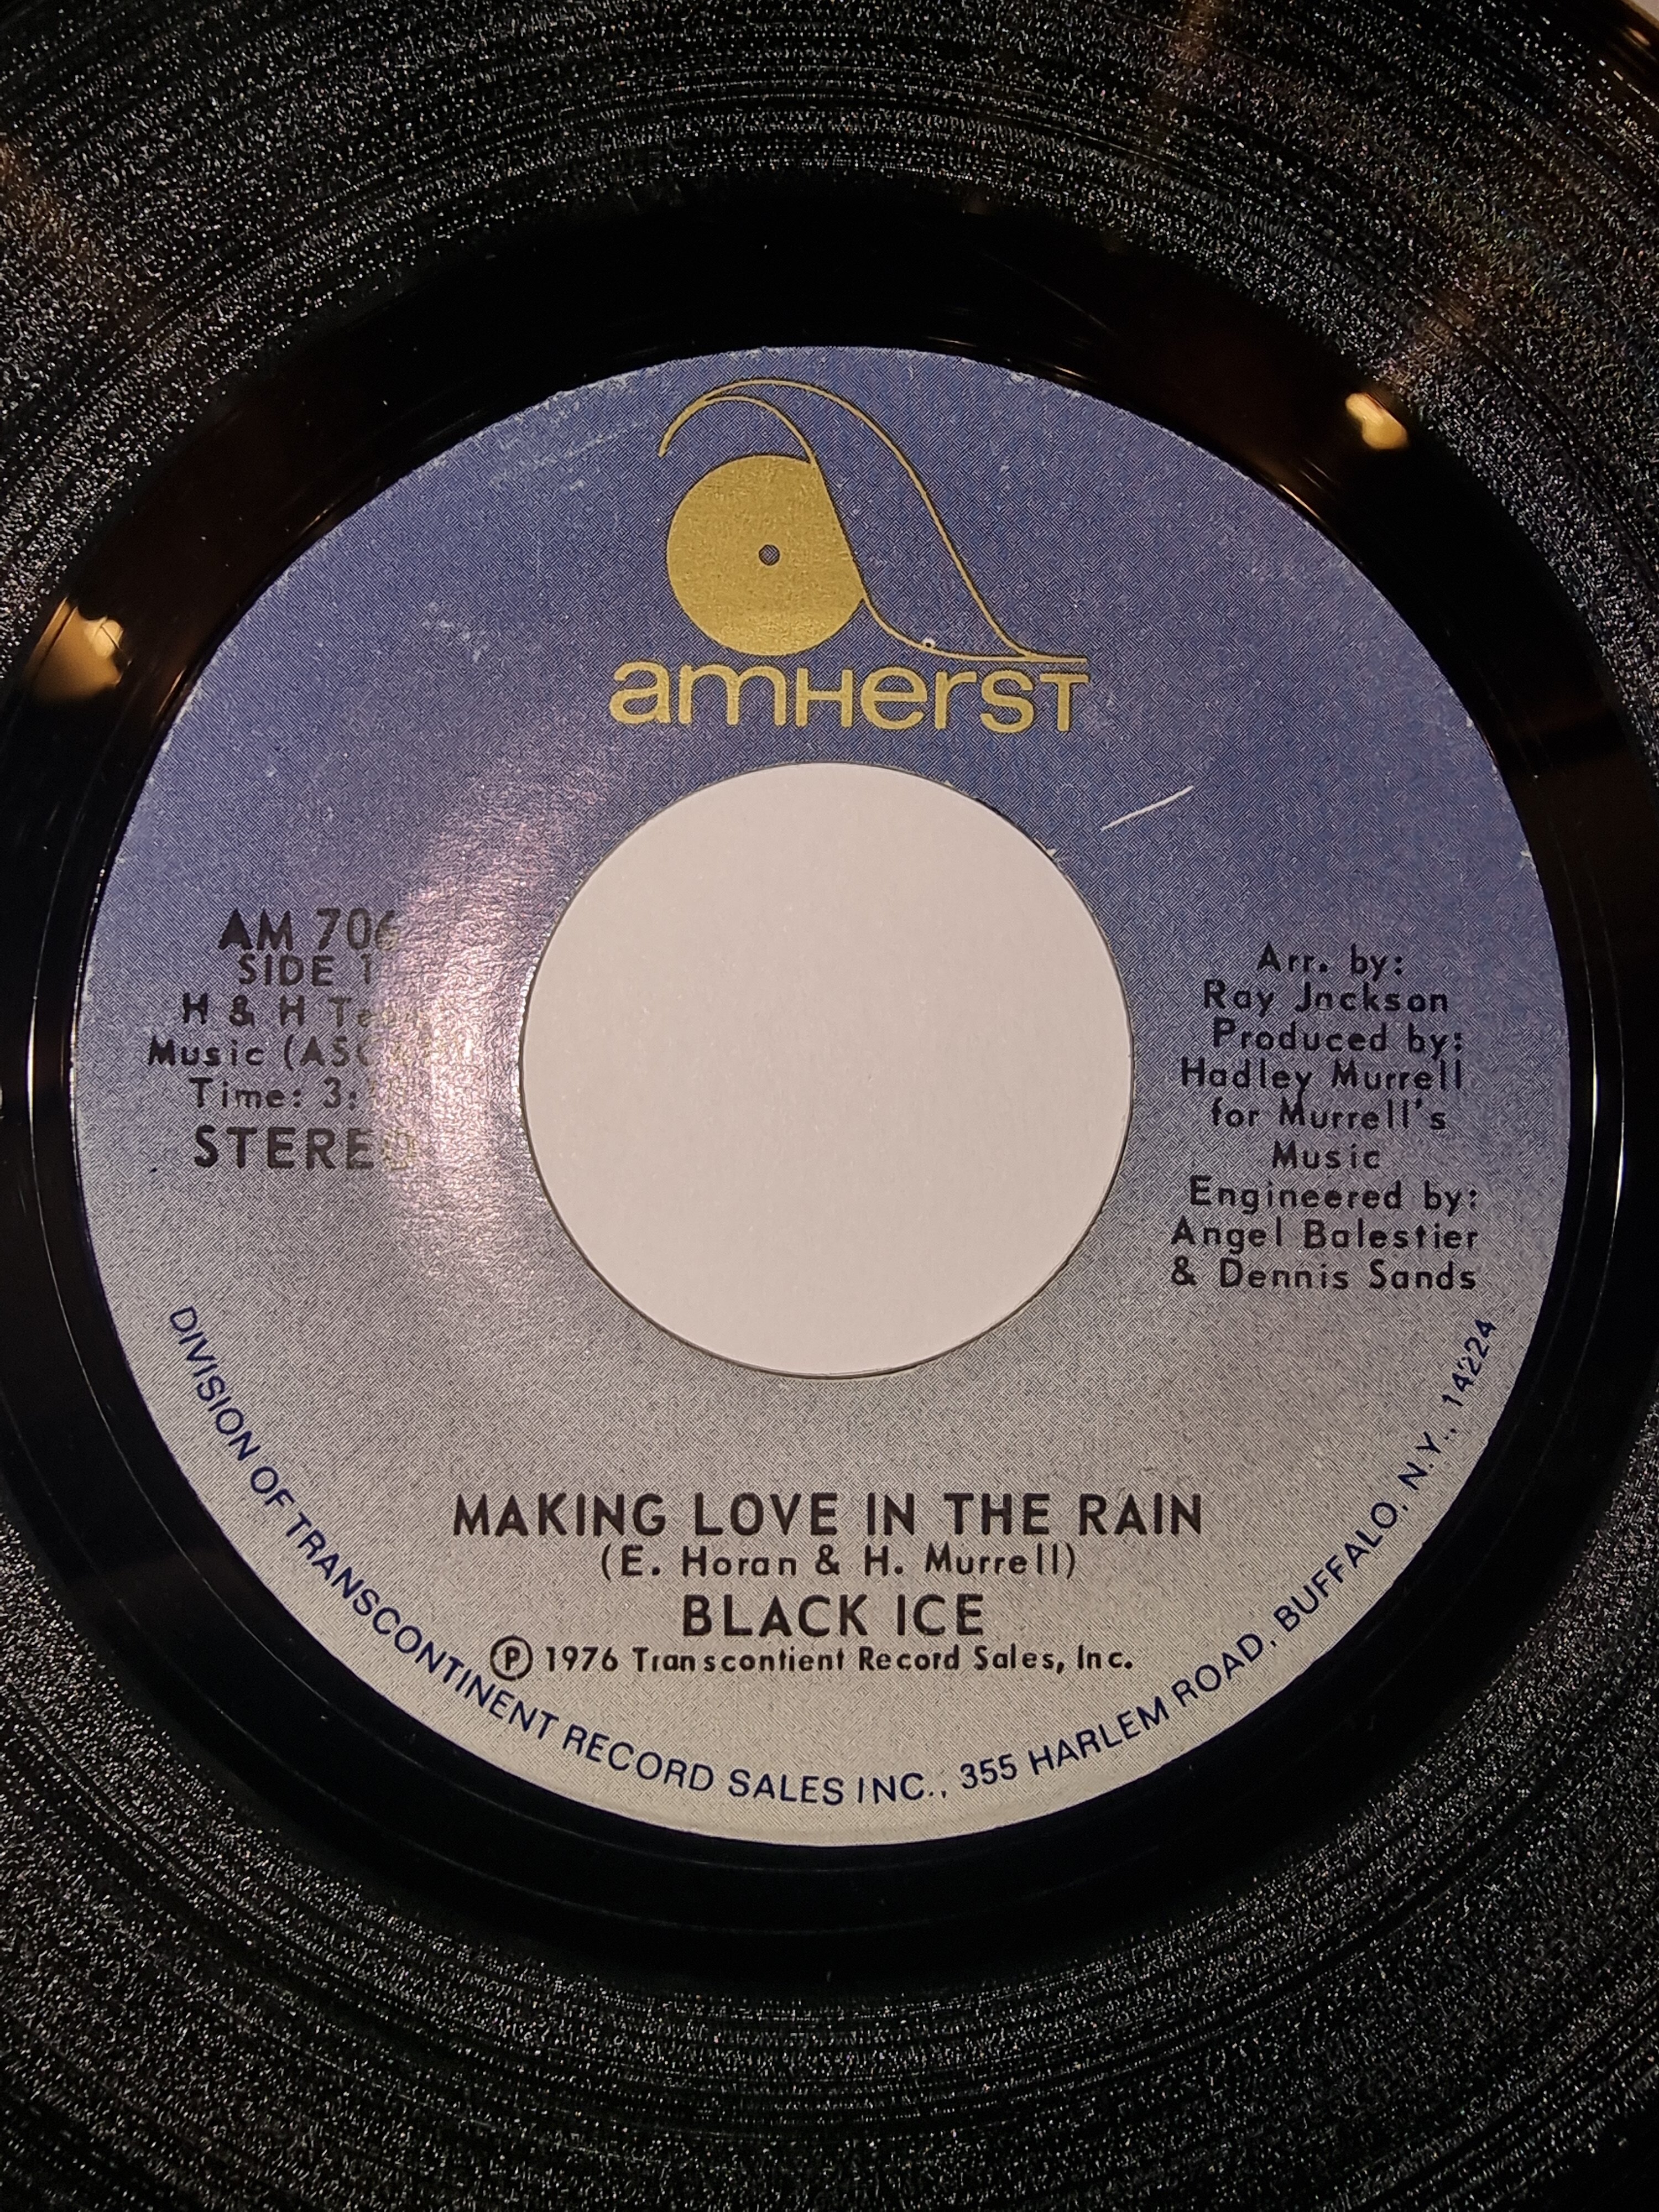 amHersT
AM 706
SIDE 1
H & H
Music
Time:
STEREO
Arr. by:
Ray Jackson
Produced by:
Hadley Murrell
for Murrell's
Music
Engineered by:
Angel Balestier
& Dennis Sands
MAKING LOVE IN THE RAIN
(E. Horan & H. Murrell)
BLACK ICE
Ⓟ 1976 Transcontient Record Sales, Inc.
DIVISION OF TRANSCONTINENT RECORD SALES INC., 355 HARLEM ROAD, BUFFALO, N.Y., 14224